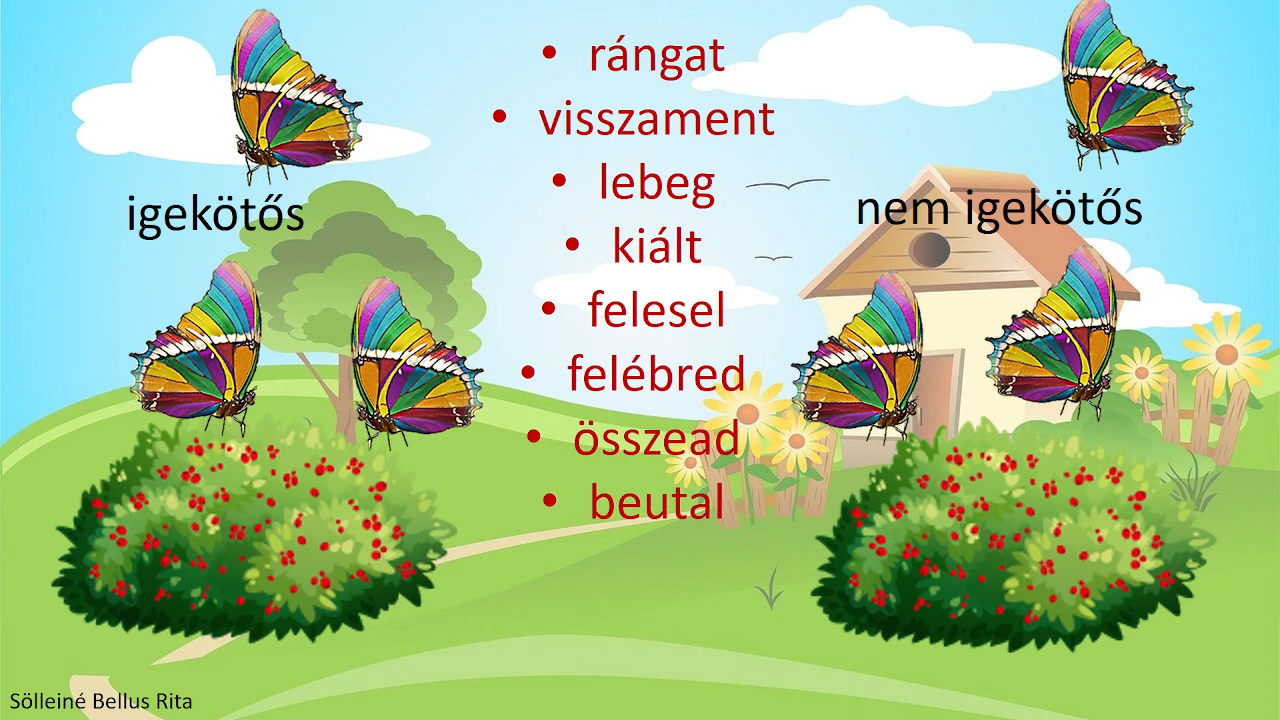 • rángat
• visszament
• lebeg
• kiált
• felesel
• felébred
• összead
• beutal
igekötős
nem igekötős
Sölleiné Bellus Rita